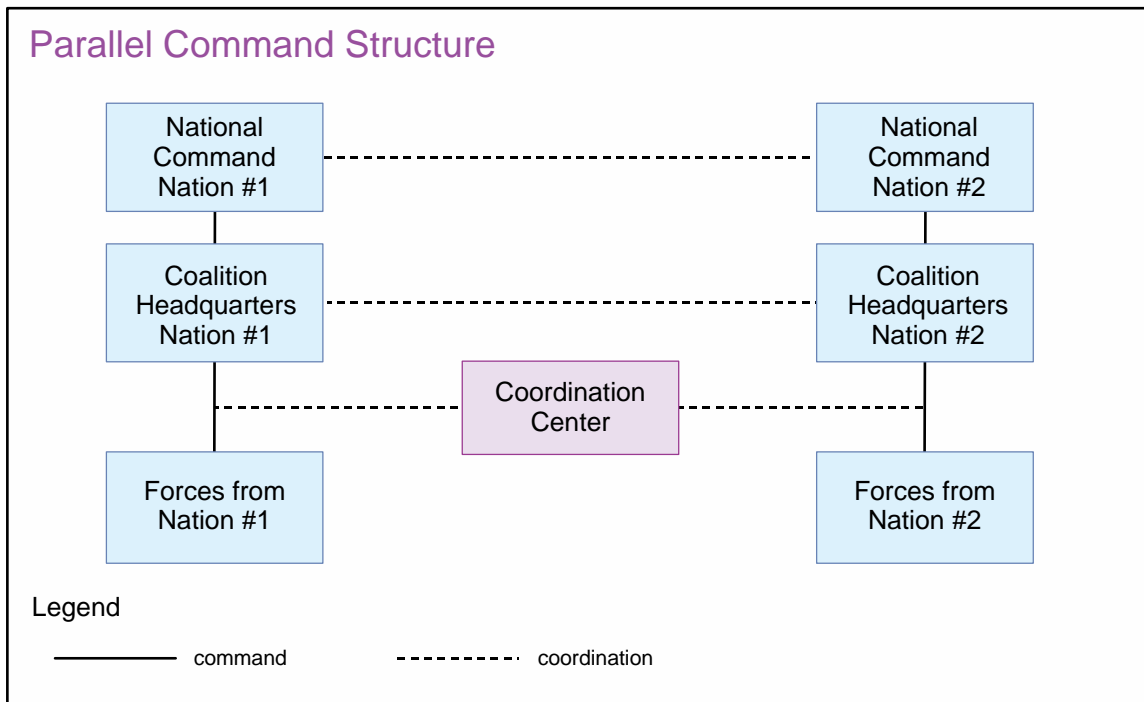 Parallel Command Structure
National
Command
Nation #1
National
Command
Nation #2
Coalition
Headquarters
Nation #1
Coalition
Headquarters
Nation #2
Coordination
Center
Forces from
Nation #1
Forces from
Nation #2
Legend
command
coordination